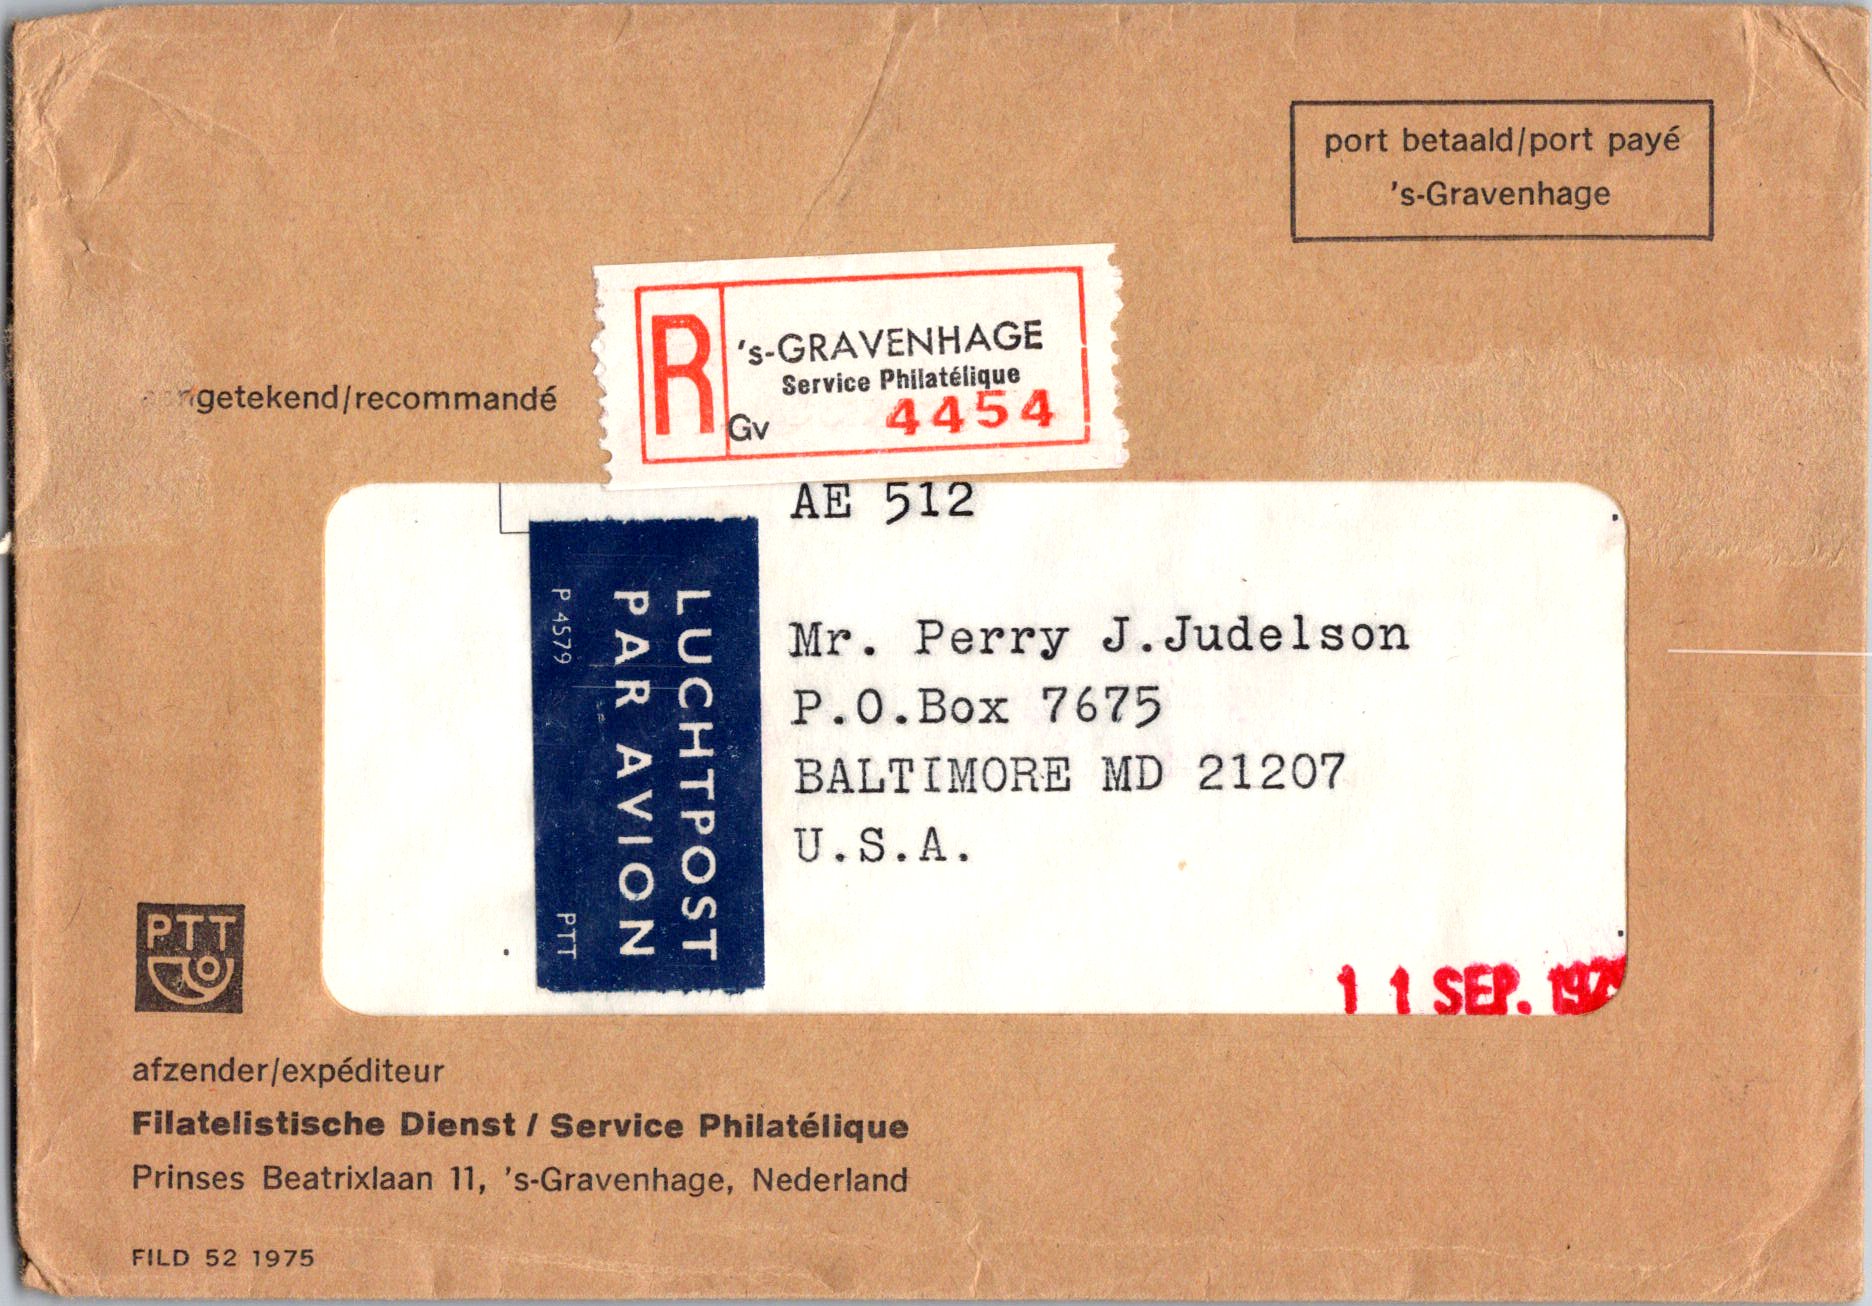 port betaald/port payé
's-Gravenhage
R
's-GRAVENHAGE
Service Philatélique
Gv 4454
aangetekend/recommandé
AE 512
LUCHTPOST
PAR AVION
P 4579 PTT
Mr. Perry J.Judelson
P.O.Box 7675
BALTIMORE MD 21207
U.S.A.
11 SEP.
PTT
afzender/expéditeur
Filatelistische Dienst / Service Philatélique
Prinses Beatrixlaan 11, 's-Gravenhage, Nederland
FILD 52 1975